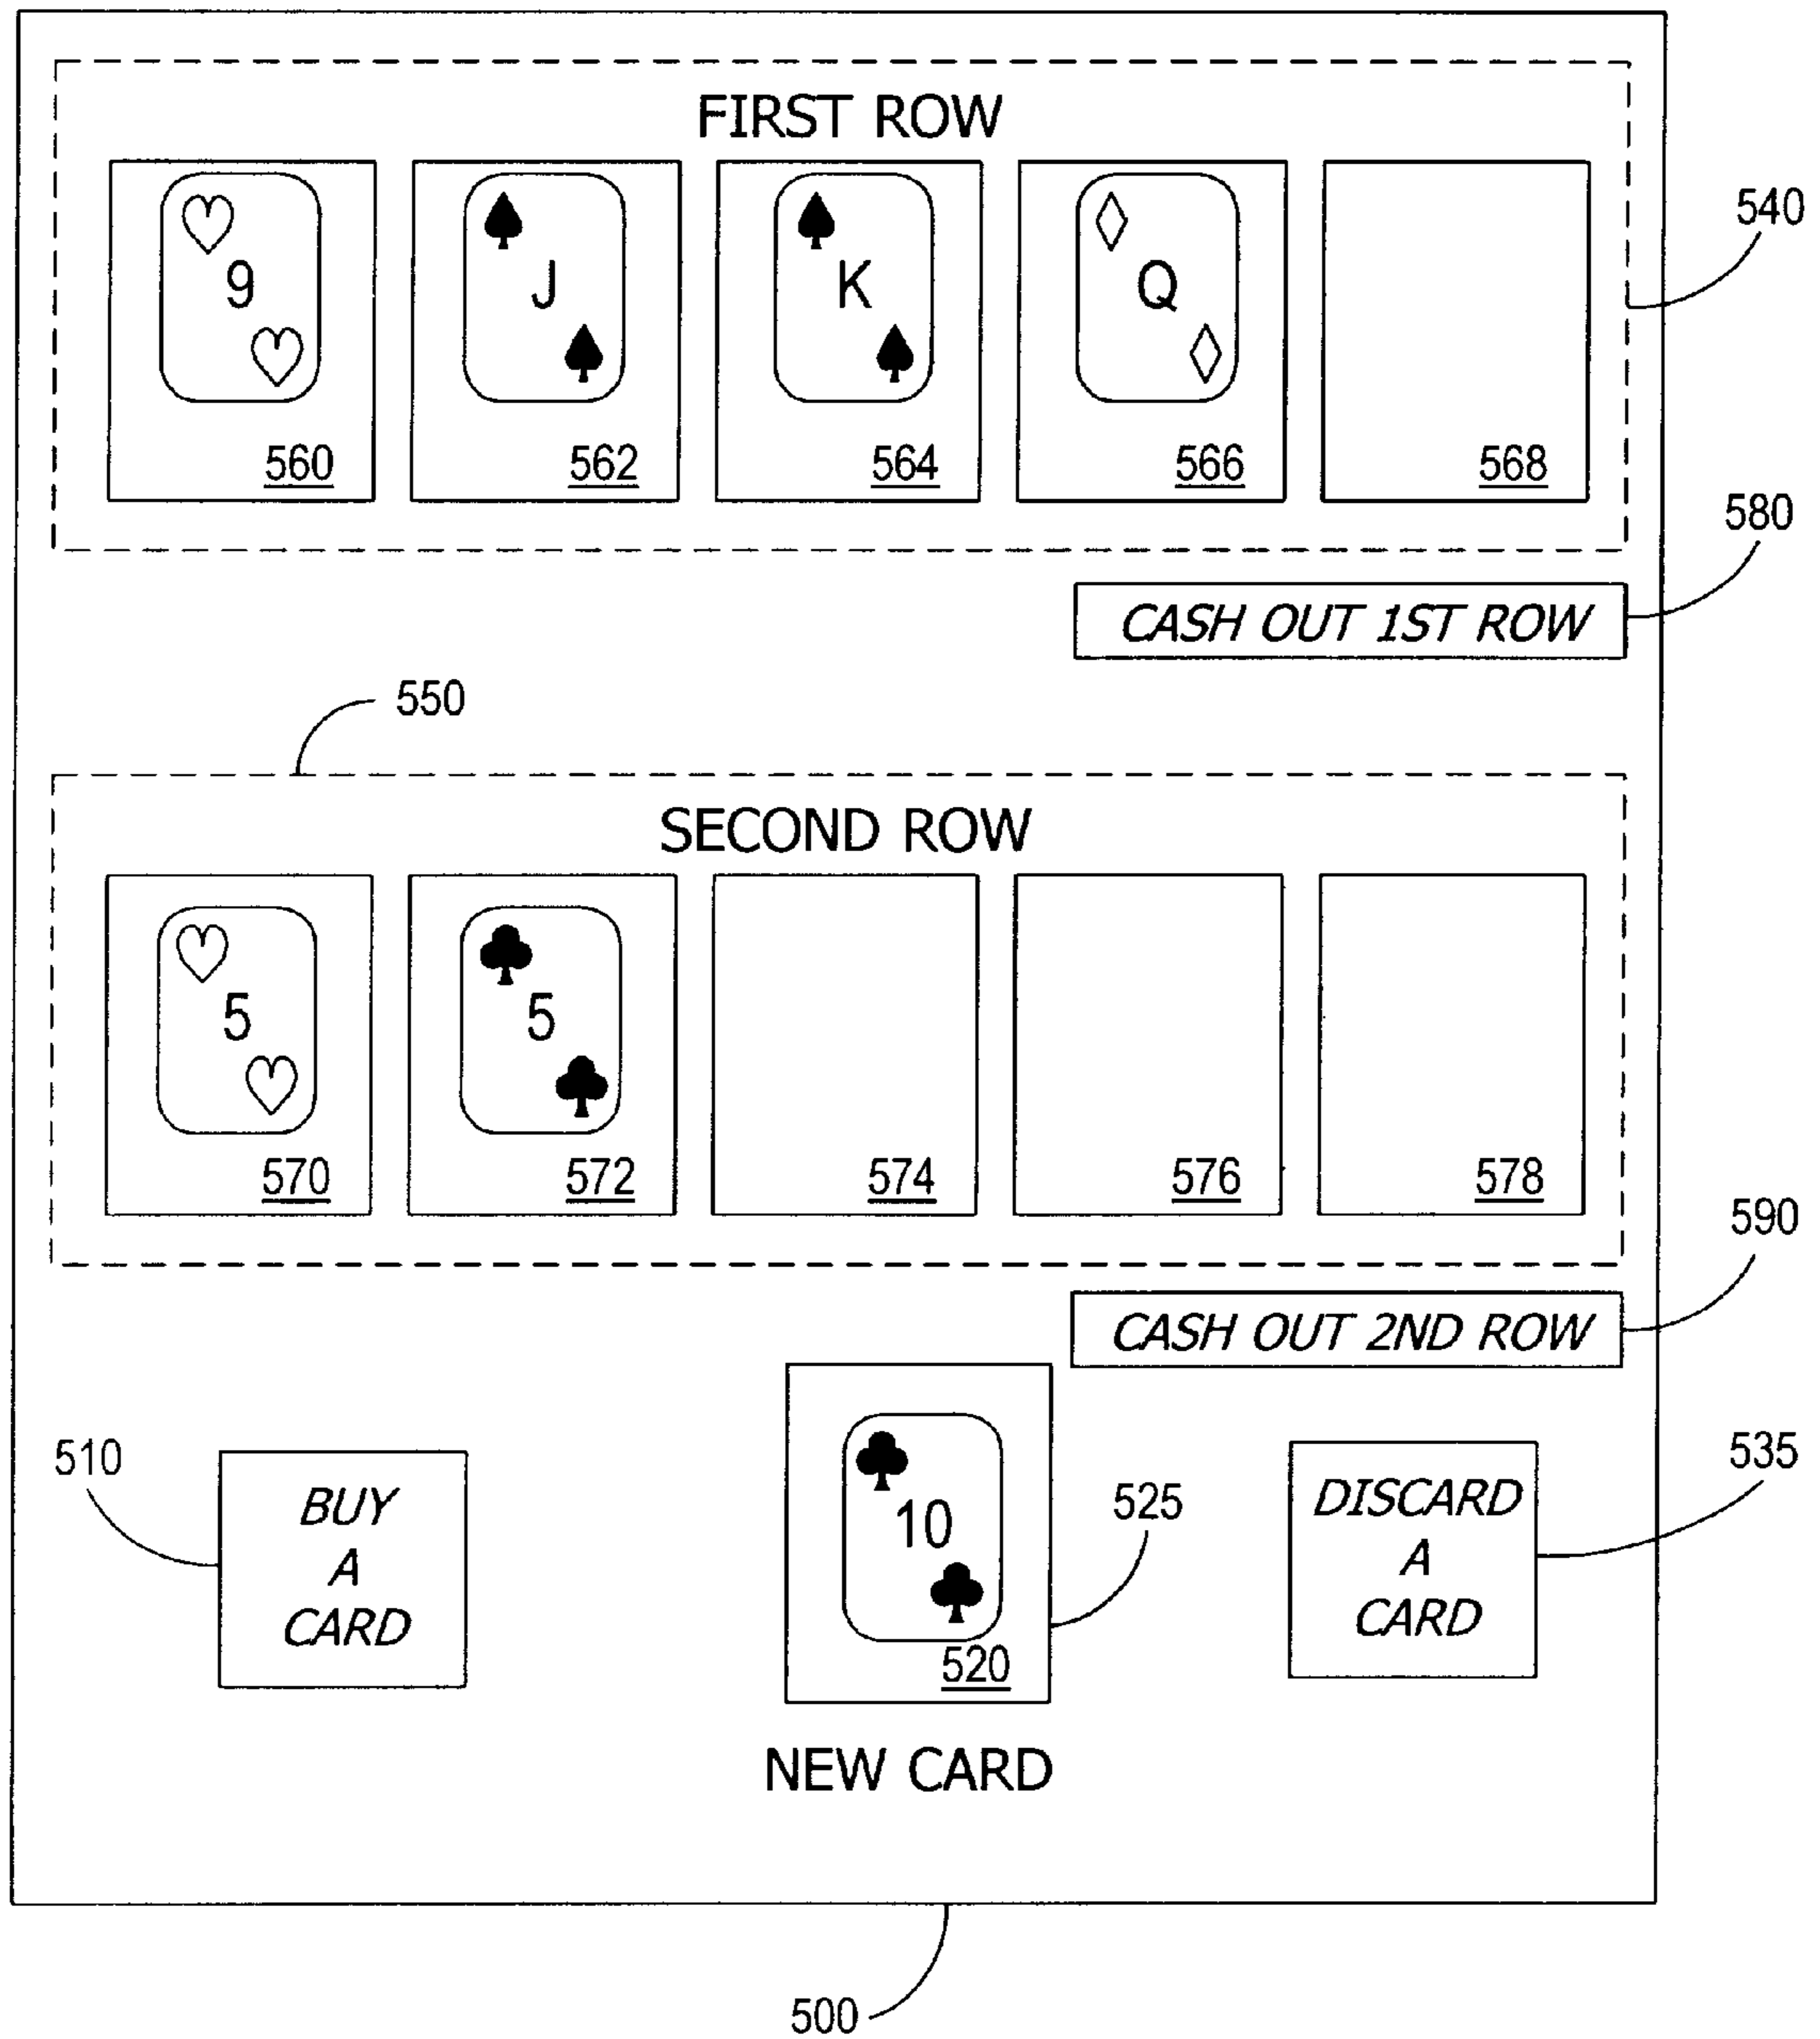 FIRST ROW
9 J K Q
560 562 564 566 568
540
580
CASH OUT 1ST ROW
550
SECOND ROW
5 5
570 572 574 576 578
590
CASH OUT 2ND ROW
510
BUY
A
CARD
10
520
525
535
DISCARD
A
CARD
NEW CARD
500